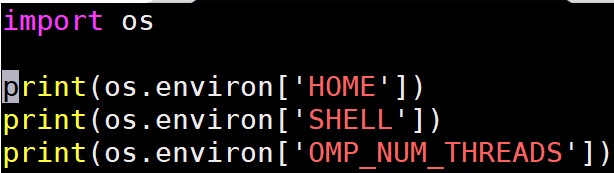 import os
print(os.environ['HOME'])
print(os.environ['SHELL'])
print(os.environ['OMP_NUM_THREADS'])